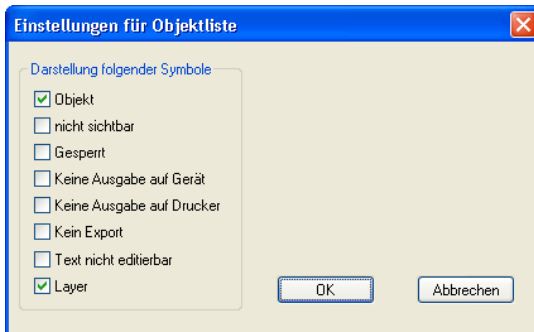 Einstellungen für Objektliste
Darstellung folgender Symbole
Objekt
nicht sichtbar
Gesperrt
Keine Ausgabe auf Gerät
Keine Ausgabe auf Drucker
Kein Export
Text nicht editierbar
Layer
OK
Abbrechen